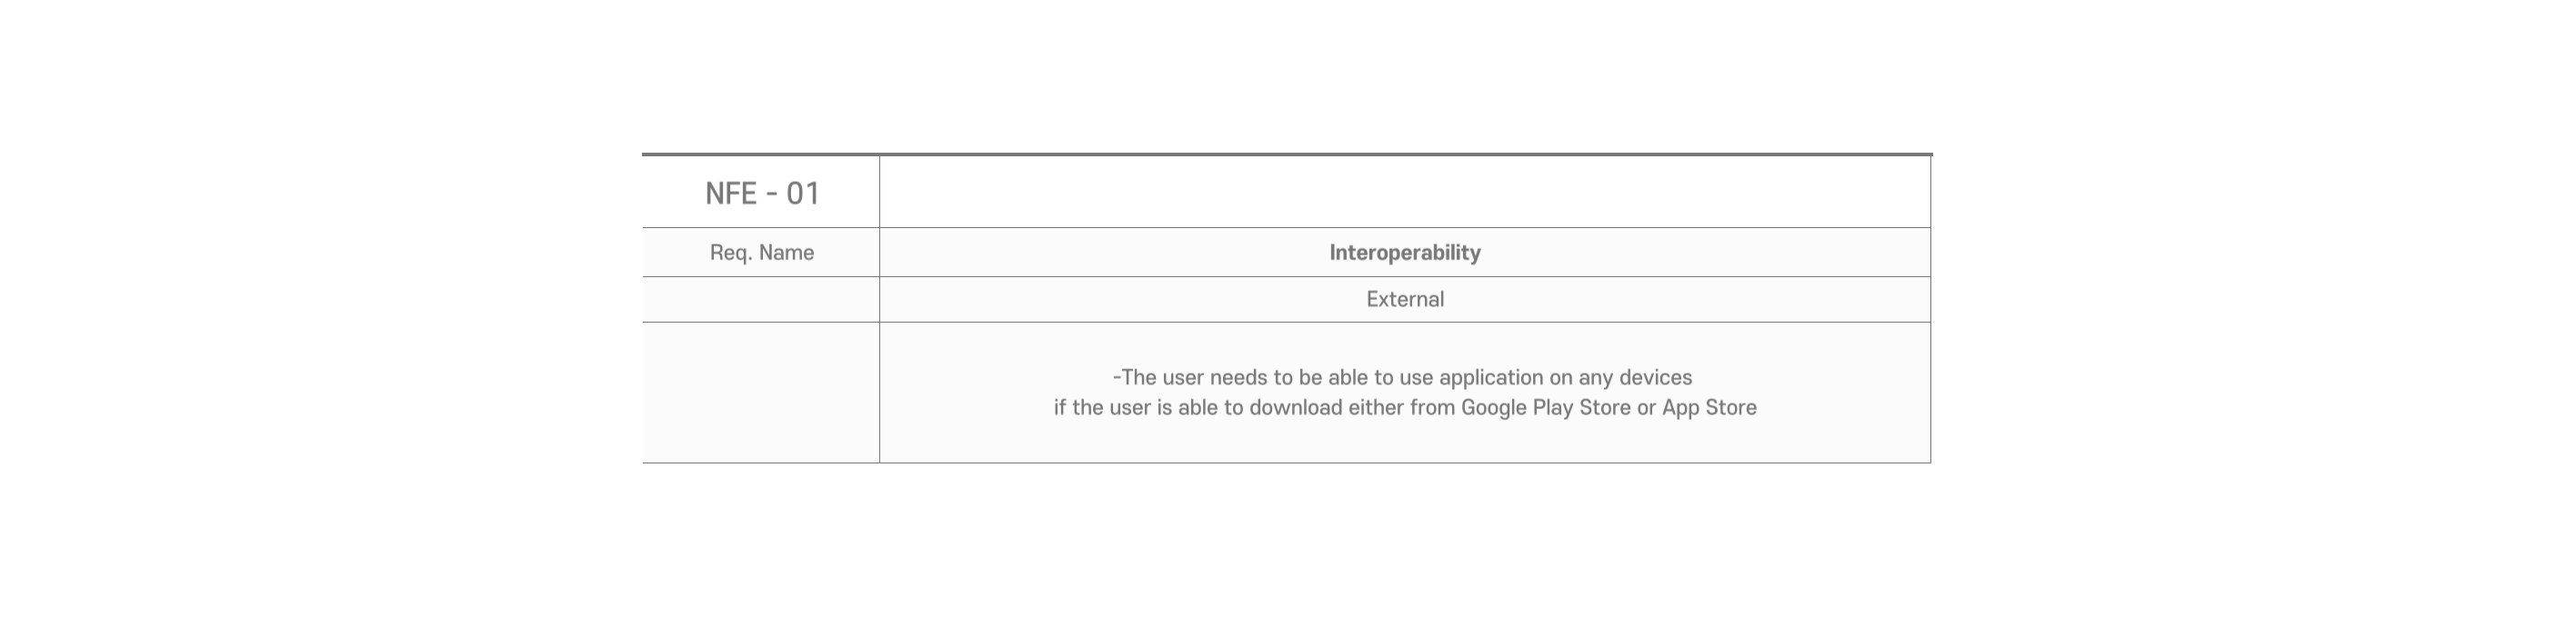 NFE - 01
Req. Name
Interoperability
External
-The user needs to be able to use application on any devices
if the user is able to download either from Google Play Store or App Store